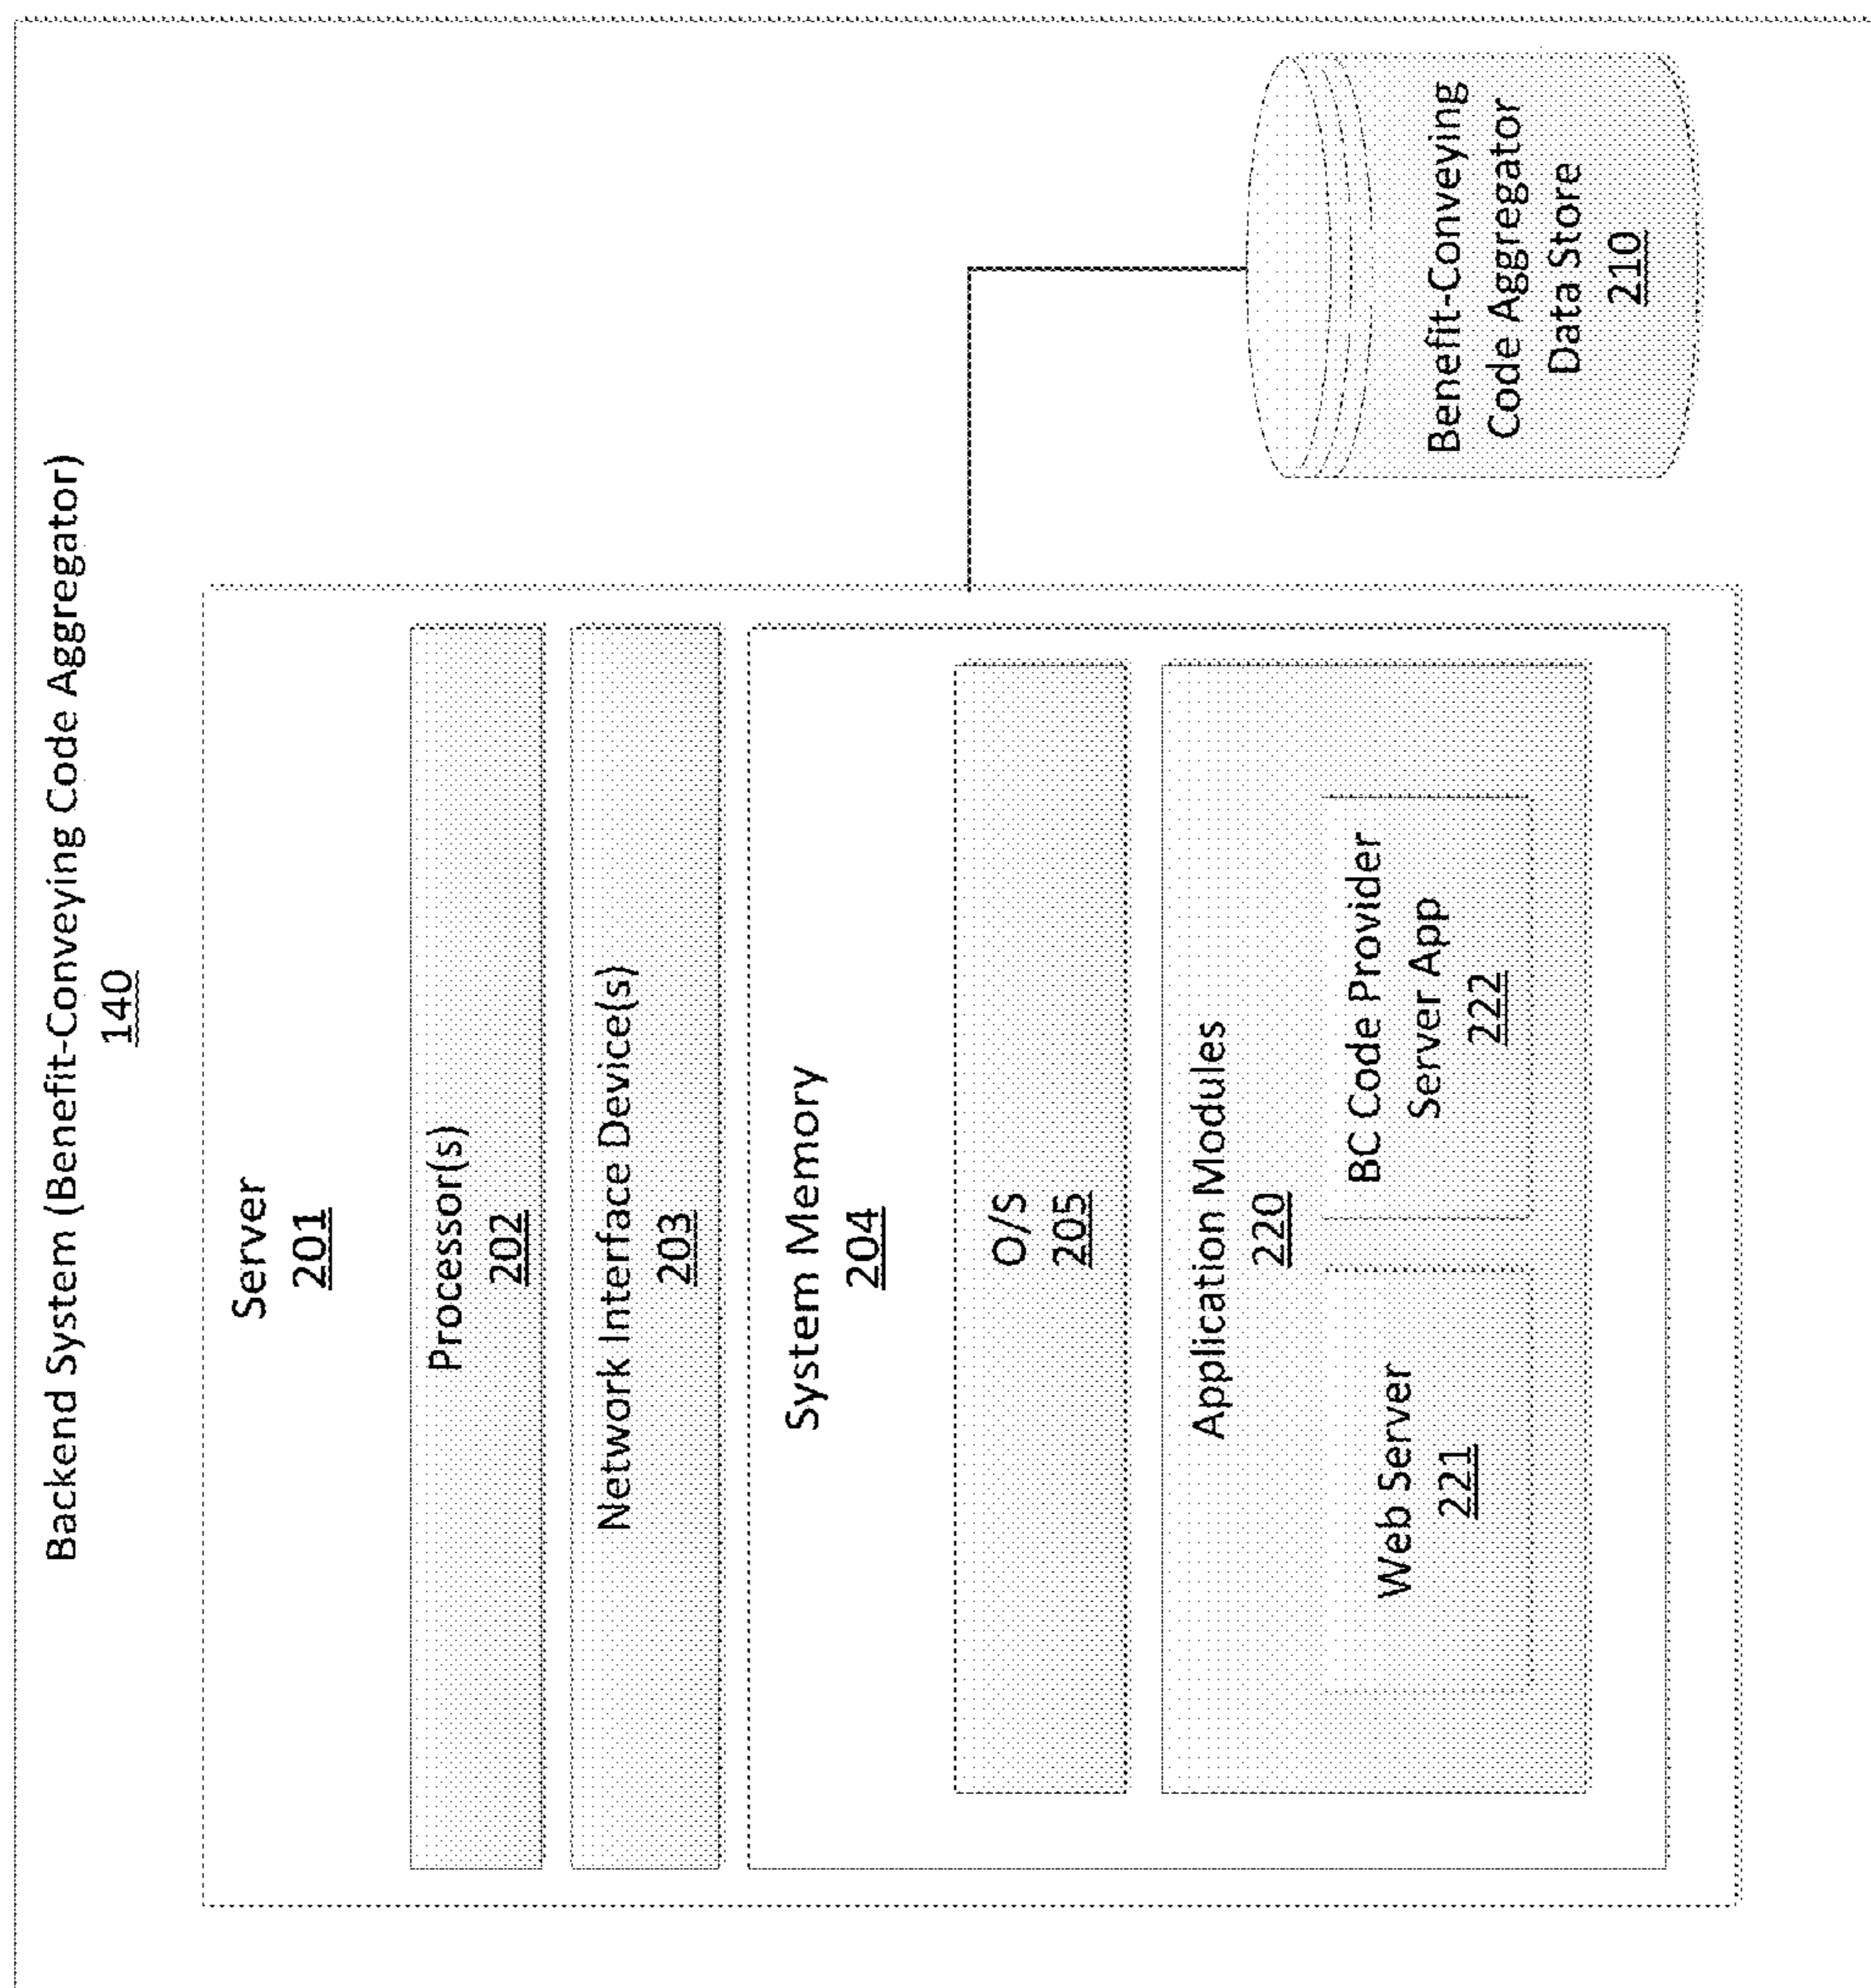 Backend System (Benefit-Conveying Code Aggregator)
140
Server
201
Processor(s)
202
Network Interface Device(s)
203
System Memory
204
O/S
205
Application Modules
220
Web Server
221
BC Code Provider
Server App
222
Benefit-Conveying
Code Aggregator
Data Store
210